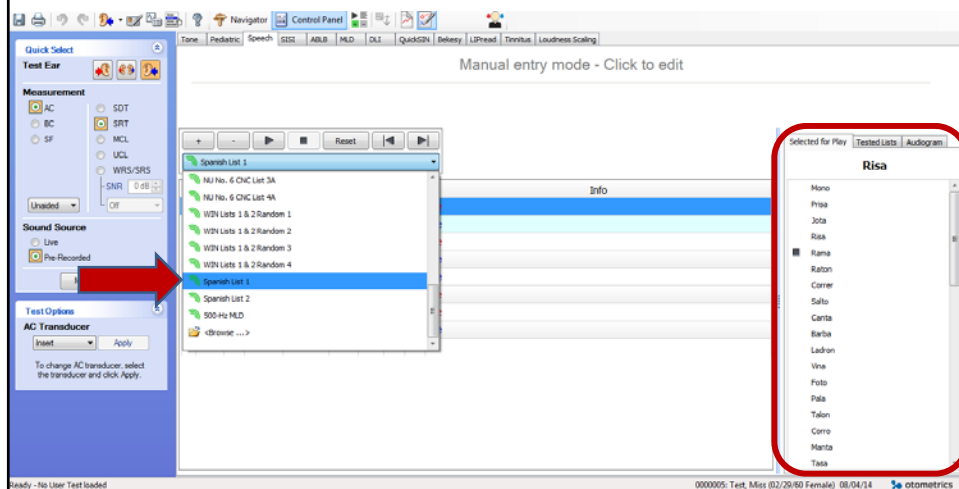 Navigator Control Panel
Tone Pediatric Speech SISI ABLB MLD DLI QuickSIN Bekesy LIPread Tinnitus Loudness Scaling
Manual entry mode - Click to edit
Quick Select
Test Ear
Measurement
AC SDT
BC SRT
SF MCL
UCL
WRS/SRS
SNR 0 dB
Unaided Off
Sound Source
Live
Pre-Recorded
Test Options
AC Transducer
Insert Apply
To change AC transducer, select
the transducer and click Apply.
+ - Reset
Spanish List 1
Info
NU No. 6 CNC List 3A
NU No. 6 CNC List 4A
WIN Lists 1 & 2 Random 1
WIN Lists 1 & 2 Random 2
WIN Lists 1 & 2 Random 3
WIN Lists 1 & 2 Random 4
Spanish List 1
Spanish List 2
500-Hz MLD
<Browse ...>
Selected for Play Tested Lists Audiogram
Risa
Mono
Prisa
Jota
Risa
Rama
Raton
Correr
Salto
Canta
Barba
Ladron
Vina
Foto
Pala
Talon
Corro
Manta
Tasa
Ready - No User Test loaded
0000005: Test, Miss (02/29/60 Female) 08/04/14 otometrics